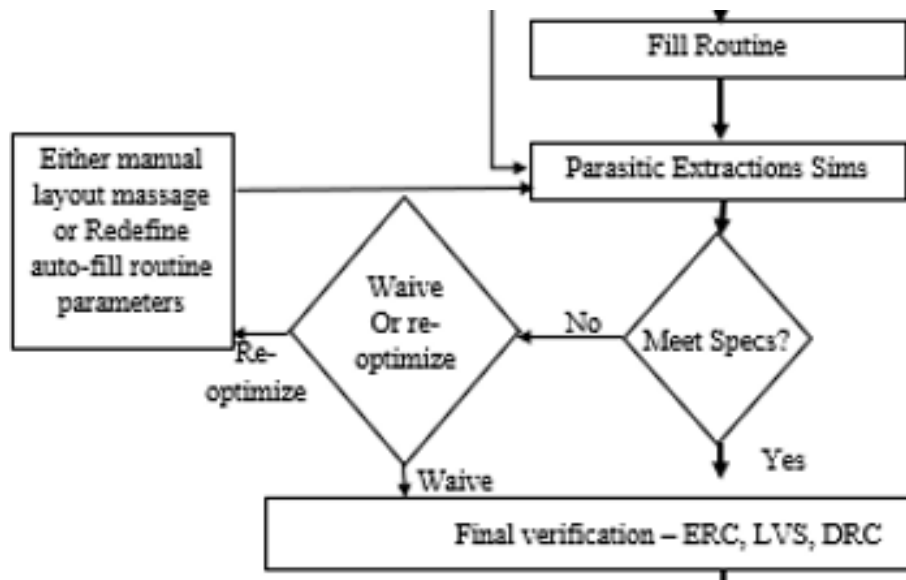 Fill Routine
Parasitic Extractions Sims
Either manual
layout massage
or Redefine
auto-fill routine
parameters
Waive
Or re-
optimize
No
Meet Specs?
Re-
optimize
Yes
Waive
Final verification – ERC, LVS, DRC